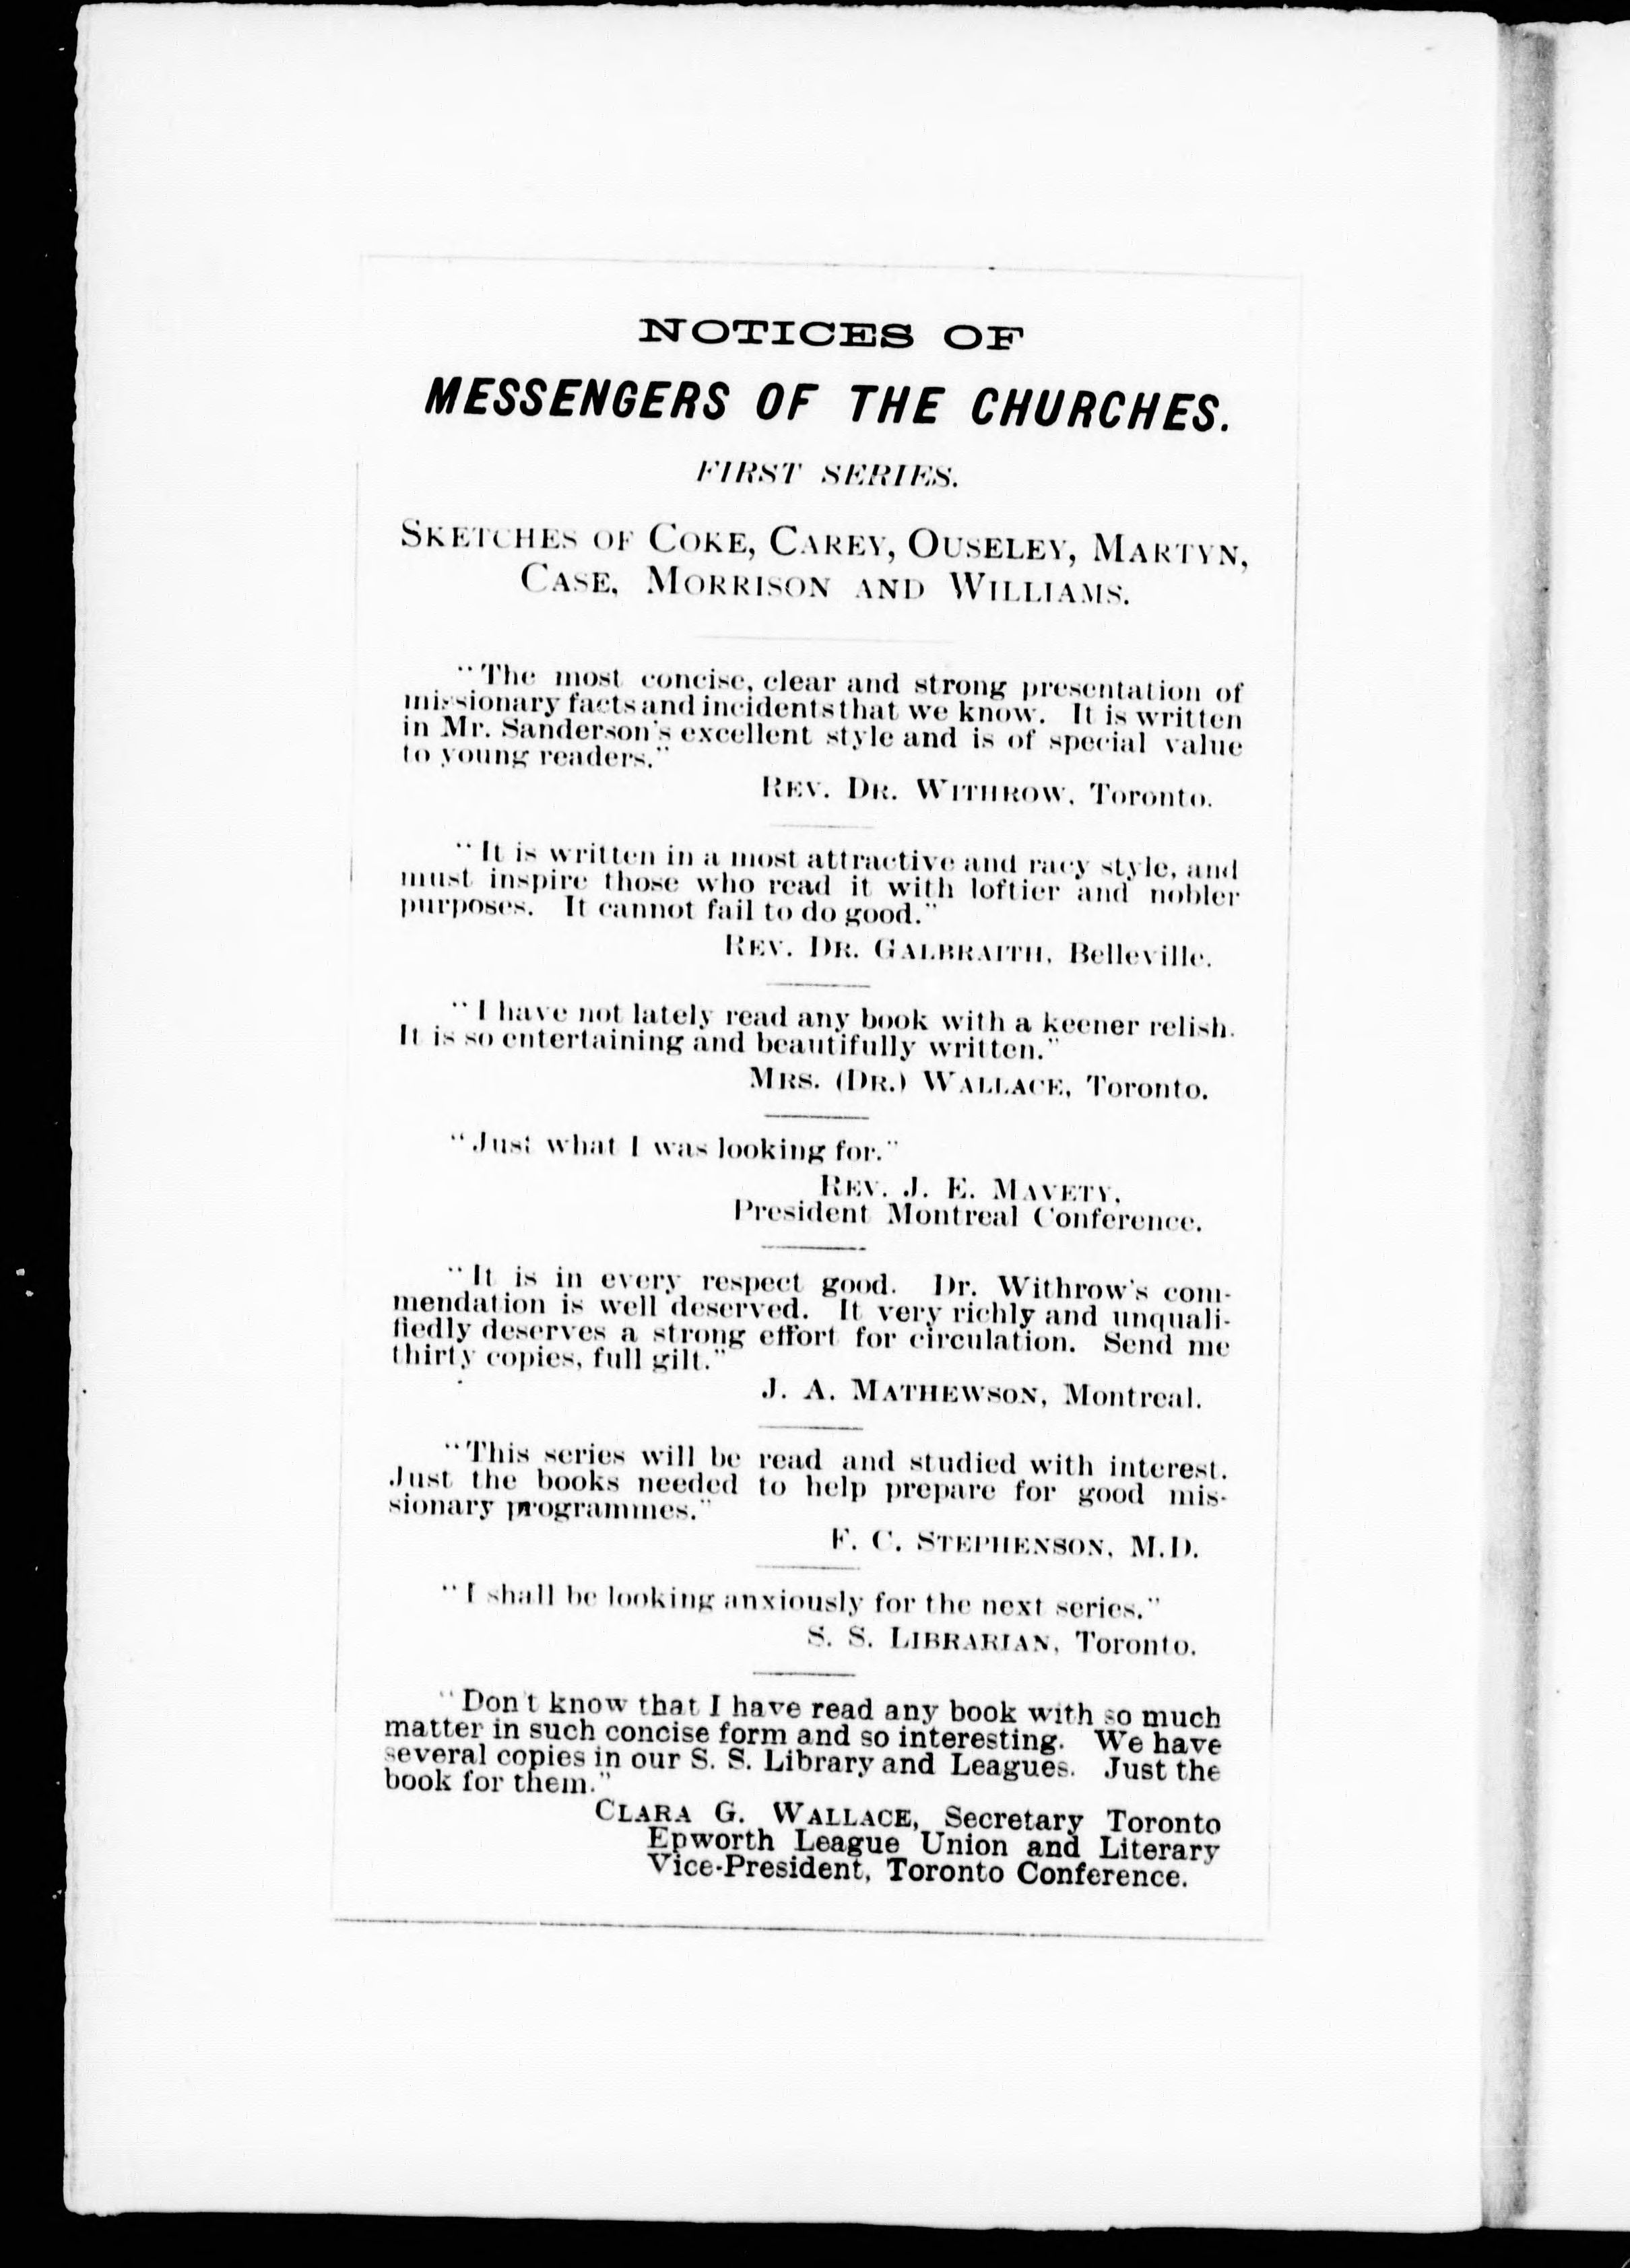 NOTICES OF
MESSENGERS OF THE CHURCHES.
FIRST SERIES.
SKETCHES OF COKE, CAREY, OUSELEY, MARTYN,
CASE, MORRISON AND WILLIAMS.
"The most concise, clear and strong presentation of
missionary facts and incidents that we know. It is written
in Mr. Sanderson's excellent style and is of special value
to young readers."
REV. DR. WITHROW, Toronto.
"It is written in a most attractive and racy style, and
must inspire those who read it with loftier and nobler
purposes. It cannot fail to do good."
REV. DR. GALBRAITH, Belleville.
"I have not lately read any book with a keener relish.
It is so entertaining and beautifully written."
MRS. (DR.) WALLACE, Toronto.
"Just what I was looking for."
REV. J. E. MAVETY,
President Montreal Conference.
"It is in every respect good. Dr. Withrow's com-
mendation is well deserved. It very richly and unquali-
fiedly deserves a strong effort for circulation. Send me
thirty copies, full gilt."
J. A. MATHEWSON, Montreal.
"This series will be read and studied with interest.
Just the books needed to help prepare for good mis-
sionary programmes."
F. C. STEPHENSON, M.D.
"I shall be looking anxiously for the next series."
S. S. LIBRARIAN, Toronto.
"Don't know that I have read any book with so much
matter in such concise form and so interesting. We have
several copies in our S. S. Library and Leagues. Just the
book for them."
CLARA G. WALLACE, Secretary Toronto
Epworth League Union and Literary
Vice-President, Toronto Conference.